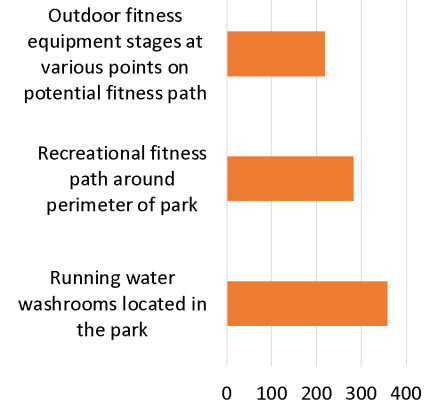 Outdoor fitness
equipment stages at
various points on
potential fitness path
Recreational fitness
path around
perimeter of park
Running water
washrooms located in
the park
0 100 200 300 400